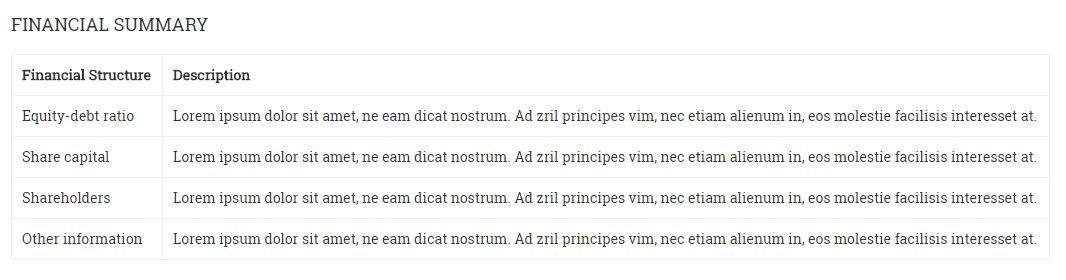 FINANCIAL SUMMARY
Financial Structure Description
Equity-debt ratio Lorem ipsum dolor sit amet, ne eam dicat nostrum. Ad zril principes vim, nec etiam alienum in, eos molestie facilisis interesset at.
Share capital Lorem ipsum dolor sit amet, ne eam dicat nostrum. Ad zril principes vim, nec etiam alienum in, eos molestie facilisis interesset at.
Shareholders Lorem ipsum dolor sit amet, ne eam dicat nostrum. Ad zril principes vim, nec etiam alienum in, eos molestie facilisis interesset at.
Other information Lorem ipsum dolor sit amet, ne eam dicat nostrum. Ad zril principes vim, nec etiam alienum in, eos molestie facilisis interesset at.